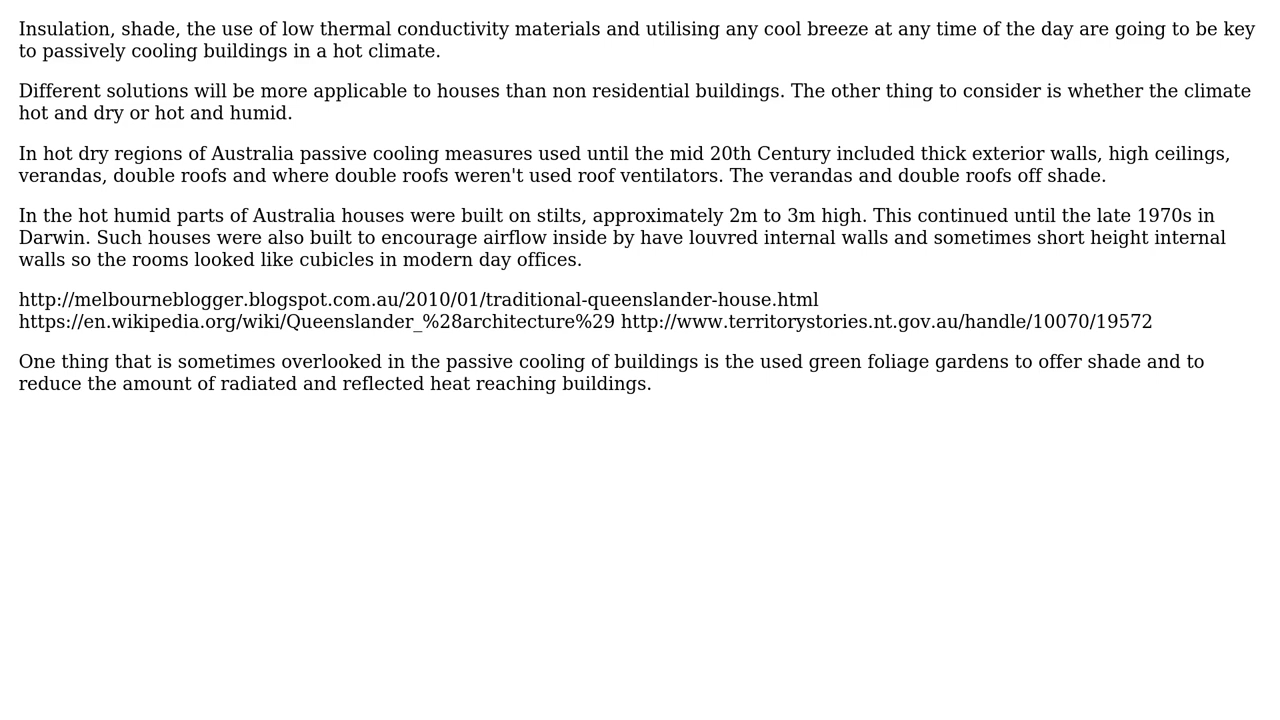 Insulation, shade, the use of low thermal conductivity materials and utilising any cool breeze at any time of the day are going to be key
to passively cooling buildings in a hot climate.
Different solutions will be more applicable to houses than non residential buildings. The other thing to consider is whether the climate
hot and dry or hot and humid.
In hot dry regions of Australia passive cooling measures used until the mid 20th Century included thick exterior walls, high ceilings,
verandas, double roofs and where double roofs weren't used roof ventilators. The verandas and double roofs off shade.
In the hot humid parts of Australia houses were built on stilts, approximately 2m to 3m high. This continued until the late 1970s in
Darwin. Such houses were also built to encourage airflow inside by have louvred internal walls and sometimes short height internal
walls so the rooms looked like cubicles in modern day offices.
http://melbourneblogger.blogspot.com.au/2010/01/traditional-queenslander-house.html
https://en.wikipedia.org/wiki/Queenslander_%28architecture%29 http://www.territorystories.nt.gov.au/handle/10070/19572
One thing that is sometimes overlooked in the passive cooling of buildings is the used green foliage gardens to offer shade and to
reduce the amount of radiated and reflected heat reaching buildings.